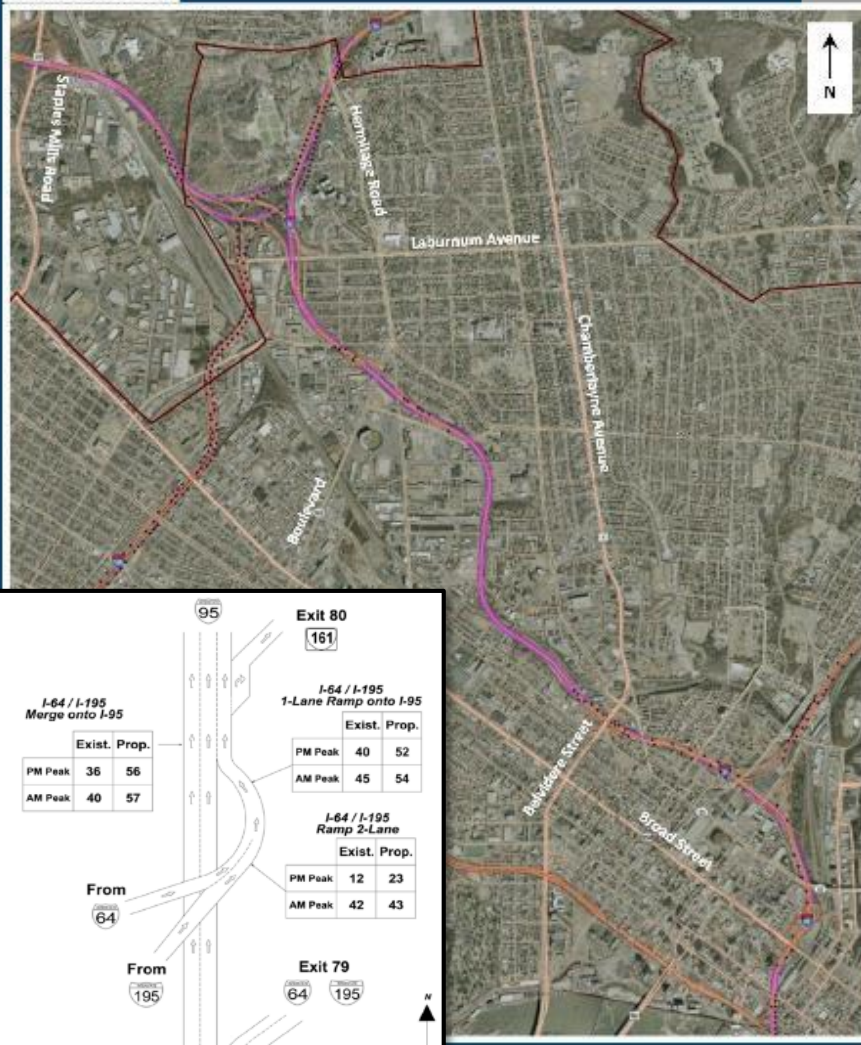 N
Staples Mills Road
Hermitage Road
Laburnum Avenue
Chamberlayne Avenue
Boulevard
Belvidere Street
Broad Street
95
Exit 80
161
I-64 / I-195
Merge onto I-95
Exist. Prop.
PM Peak 36 56
AM Peak 40 57
I-64 / I-195
1-Lane Ramp onto I-95
Exist. Prop.
PM Peak 40 52
AM Peak 45 54
I-64 / I-195
Ramp 2-Lane
Exist. Prop.
PM Peak 12 23
AM Peak 42 43
From
64
From
195
Exit 79
64 195
N